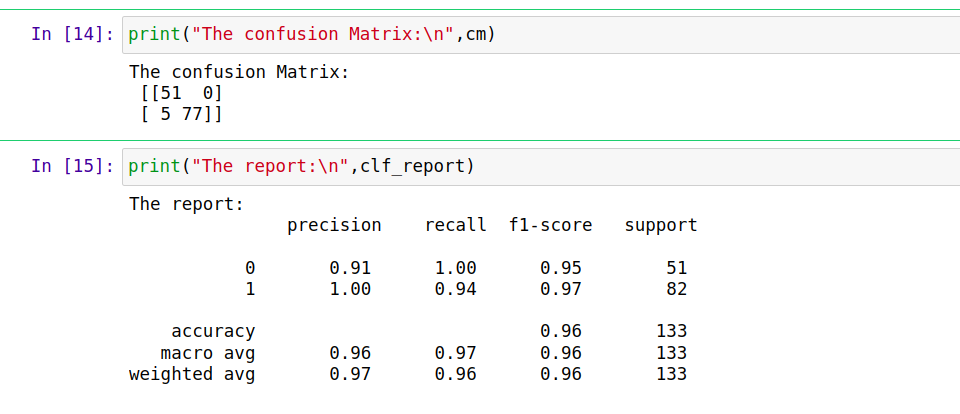 In [14]: print("The confusion Matrix:\n",cm)
The confusion Matrix:
 [[51  0]
 [ 5 77]]
In [15]: print("The report:\n",clf_report)
The report:
               precision    recall  f1-score   support

           0       0.91      1.00      0.95        51
           1       1.00      0.94      0.97        82

    accuracy                           0.96       133
   macro avg       0.96      0.97      0.96       133
weighted avg       0.97      0.96      0.96       133